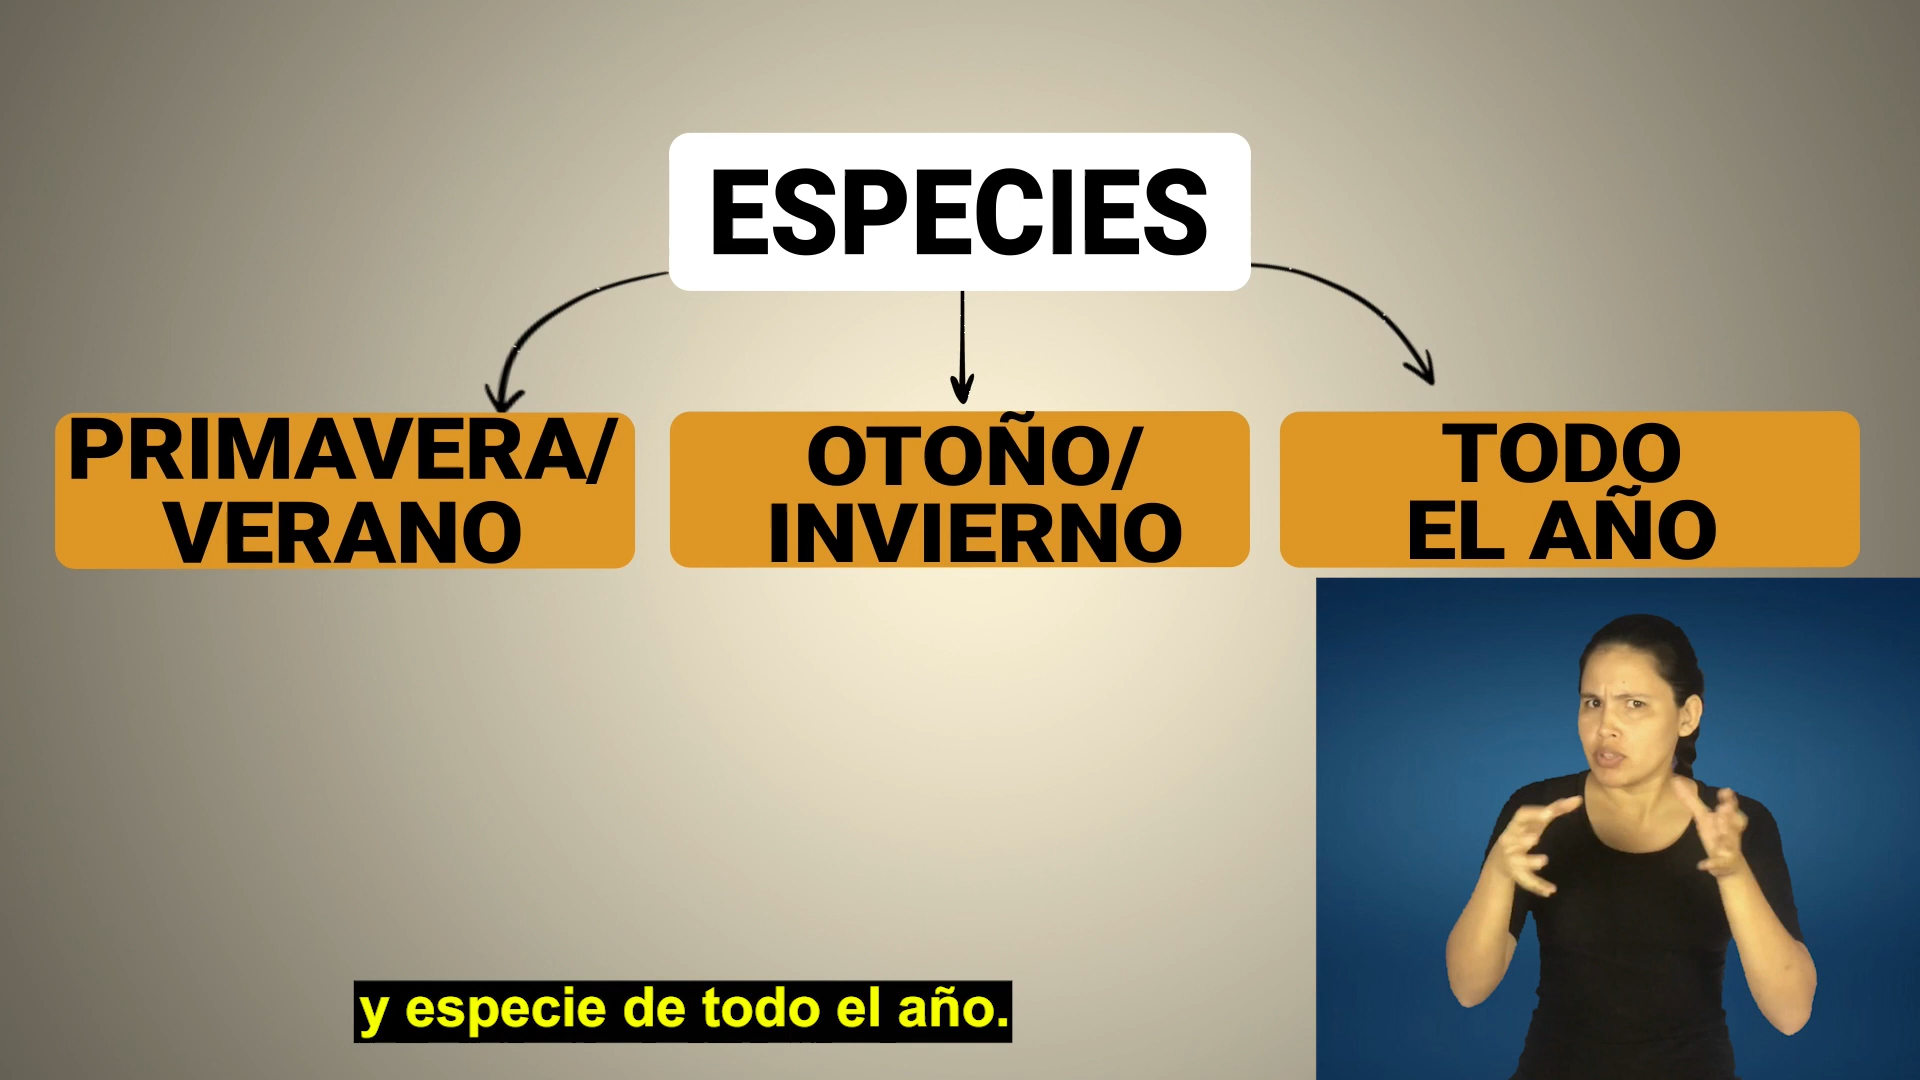 ESPECIES
PRIMAVERA/
VERANO
OTOÑO/
INVIERNO
TODO
EL AÑO
y especie de todo el año.